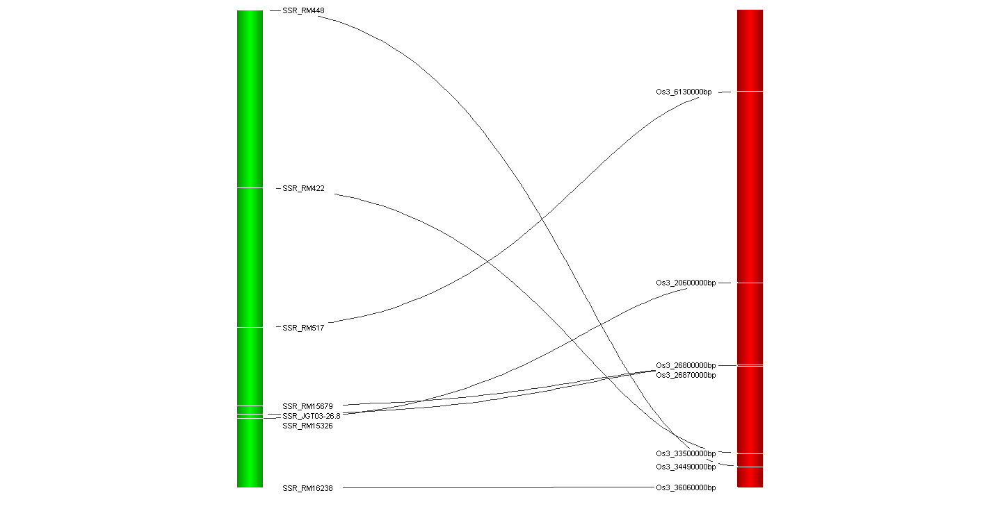 SSR_RM448
SSR_RM422
SSR_RM517
SSR_RM15679
SSR_JGT03-26.8
SSR_RM15326
SSR_RM16238
Os3_6130000bp
Os3_20600000bp
Os3_26800000bp
Os3_26870000bp
Os3_33500000bp
Os3_34490000bp
Os3_36060000bp